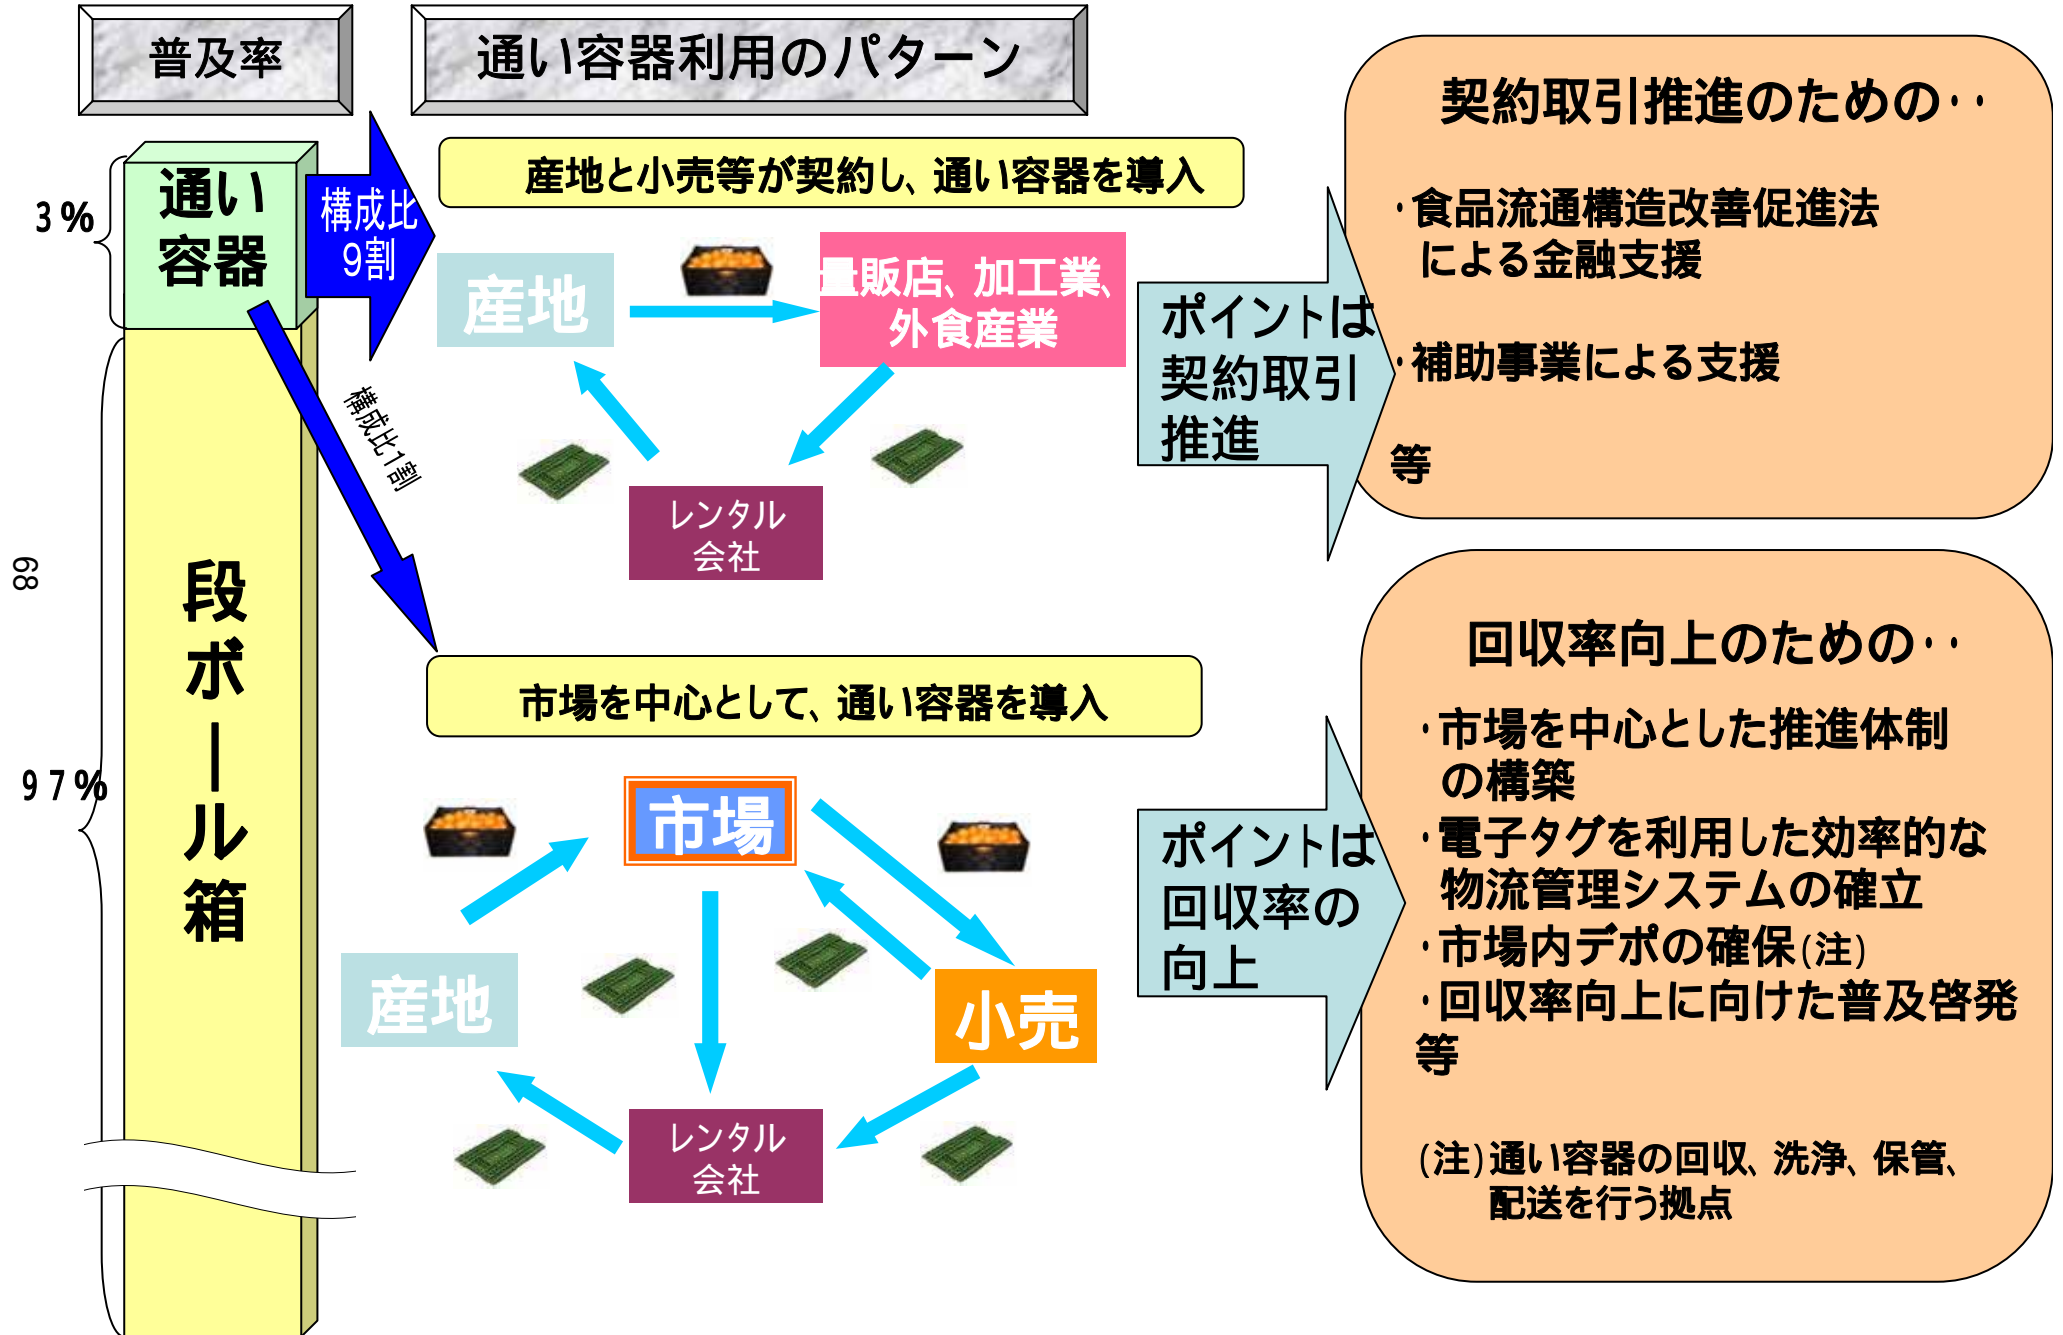 普及率
通い容器利用のパターン
3%
通い
容器
構成比
9割
構成比1割
97%
段ボール箱
89
産地と小売等が契約し、通い容器を導入
産地
量販店、加工業、
外食産業
レンタル
会社
ポイントは
契約取引
推進
契約取引推進のための‥
・食品流通構造改善促進法
による金融支援
・補助事業による支援
等
市場を中心として、通い容器を導入
市場
産地
小売
レンタル
会社
ポイントは
回収率の
向上
回収率向上のための‥
・市場を中心とした推進体制
の構築
・電子タグを利用した効率的な
物流管理システムの確立
・市場内デポの確保(注)
・回収率向上に向けた普及啓発
等
(注)通い容器の回収、洗浄、保管、
配送を行う拠点